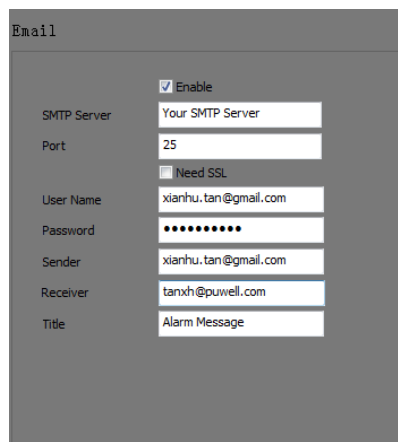 Email
Enable
SMTP Server Your SMTP Server
Port 25
Need SSL
User Name xianhu.tan@gmail.com
Password ●●●●●●●●●●
Sender xianhu.tan@gmail.com
Receiver tanxh@puwell.com
Title Alarm Message